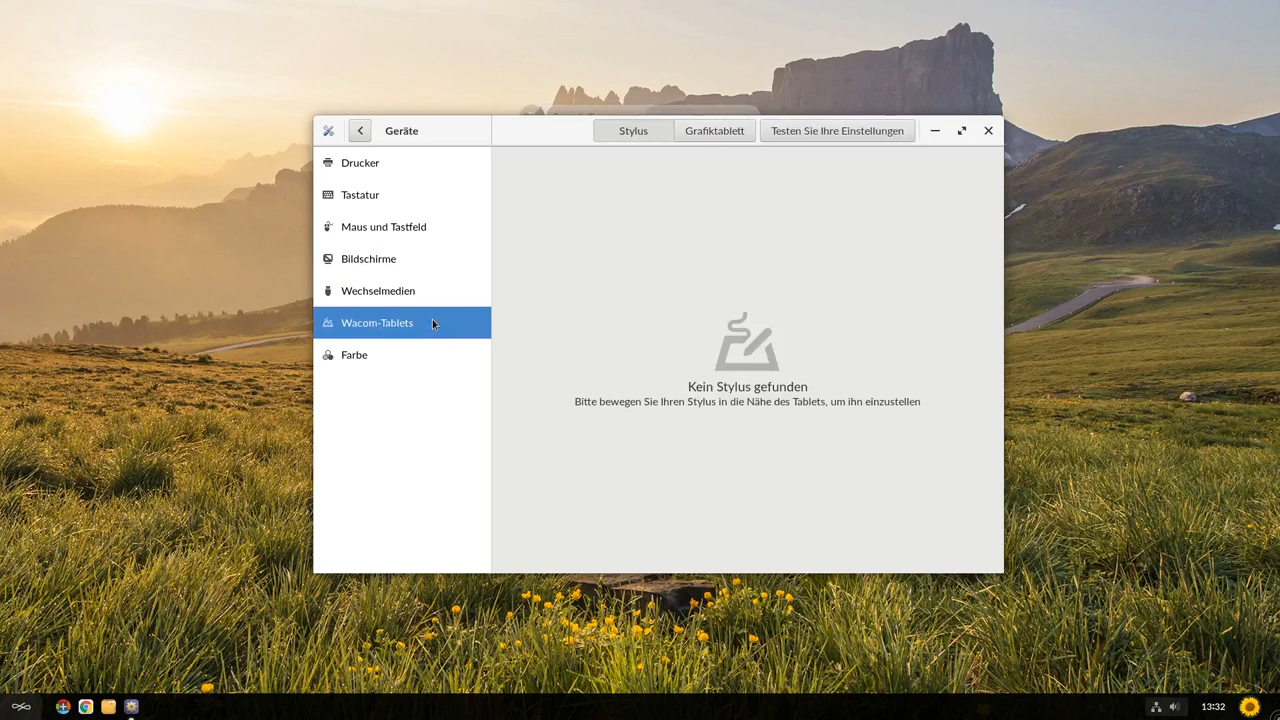 Geräte
Stylus
Grafiktablett
Testen Sie Ihre Einstellungen
Drucker
Tastatur
Maus und Tastfeld
Bildschirme
Wechselmedien
Wacom-Tablets
Farbe
Kein Stylus gefunden
Bitte bewegen Sie Ihren Stylus in die Nähe des Tablets, um ihn einzustellen
13:32